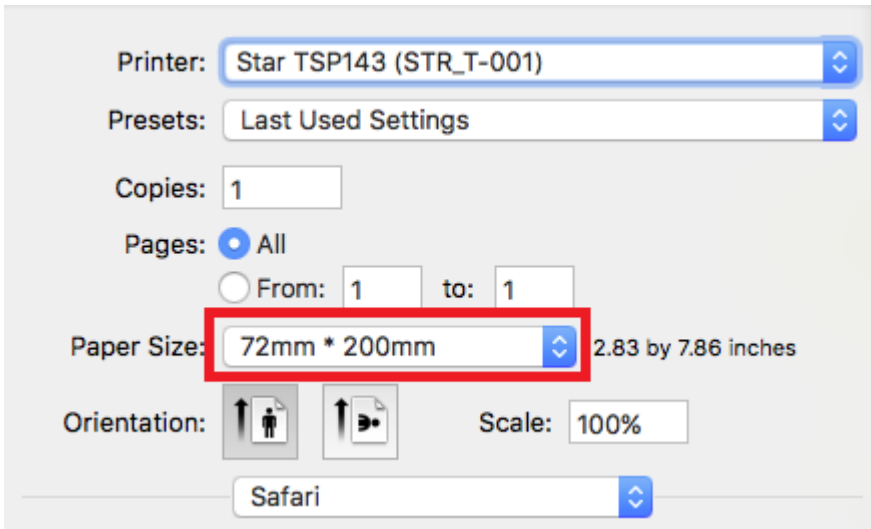 Printer: Star TSP143 (STR_T-001)
Presets: Last Used Settings
Copies: 1
Pages: All
From: 1 to: 1
Paper Size: 72mm * 200mm 2.83 by 7.86 inches
Orientation: Scale: 100%
Safari